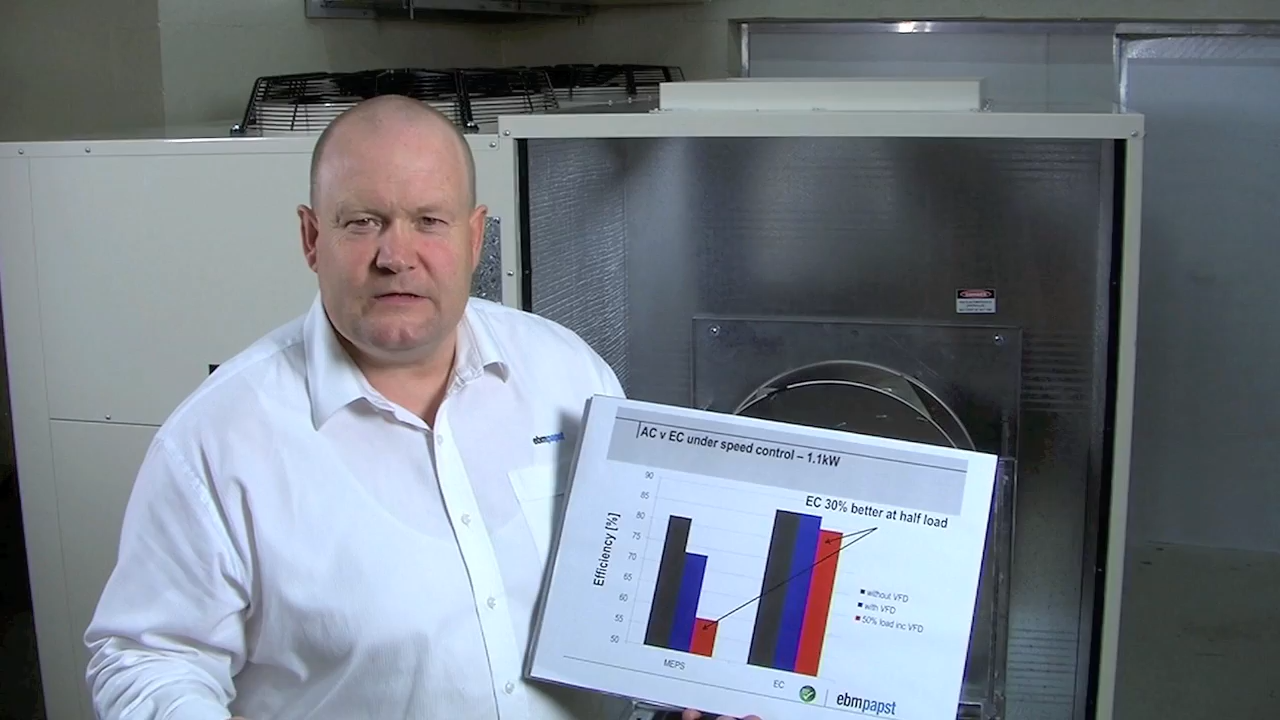 DANGER
ebmpapst
AC v EC under speed control – 1.1kW
EC 30% better at half load
Efficiency [%]
90
85
80
75
70
65
60
55
50
without VFD
with VFD
50% load inc VFD
MEPS
EC
ebmpapst